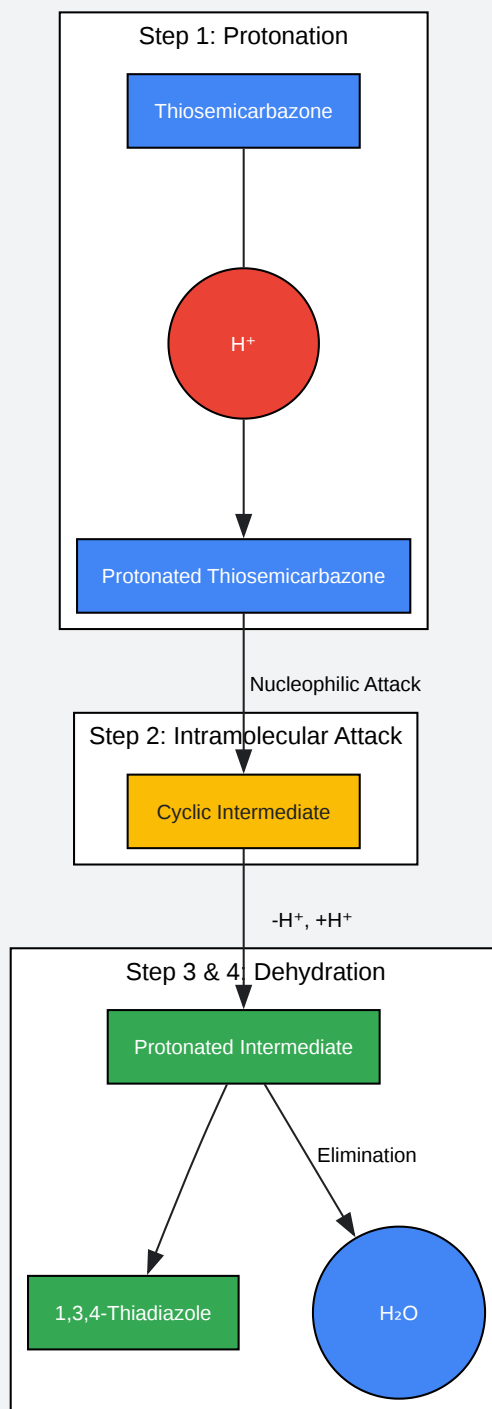 Step 1: Protonation
Thiosemicarbazone
H⁺
Protonated Thiosemicarbazone
Nucleophilic Attack
Step 2: Intramolecular Attack
Cyclic Intermediate
-H⁺, +H⁺
Step 3 & 4: Dehydration
Protonated Intermediate
Elimination
1,3,4-Thiadiazole
H₂O